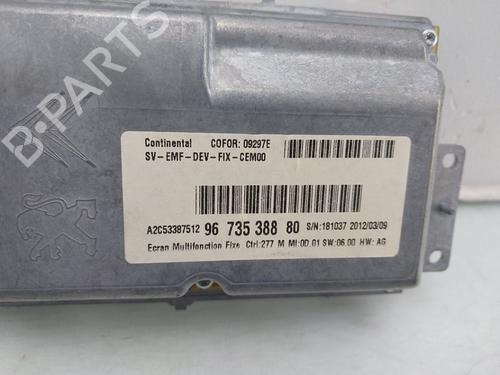 B-PARTS
Continental COFOR: 09297E
SV-EMF-DEV-FIX-CEM00
A2C53387512 96 735 388 80 S/N:181037 2012/03/09
Ecran Multifonction Fixe Ctrl:277 M MI:00.01 SW:06.00 HW: AG